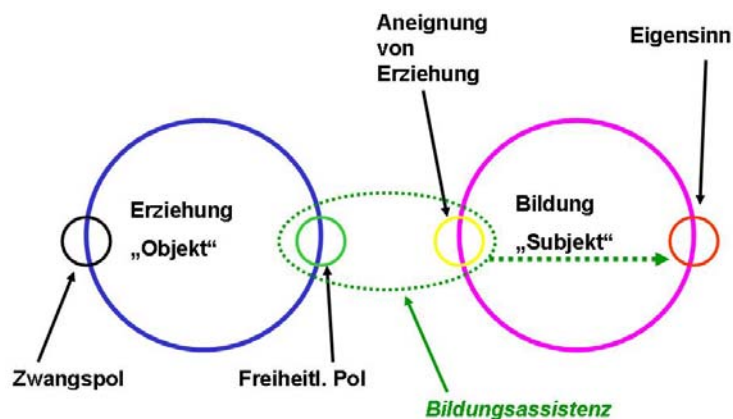 Aneignung
von
Erziehung
Eigensinn
Erziehung
„Objekt“
Bildung
„Subjekt“
Zwangspol
Freiheitl. Pol
Bildungsassistenz